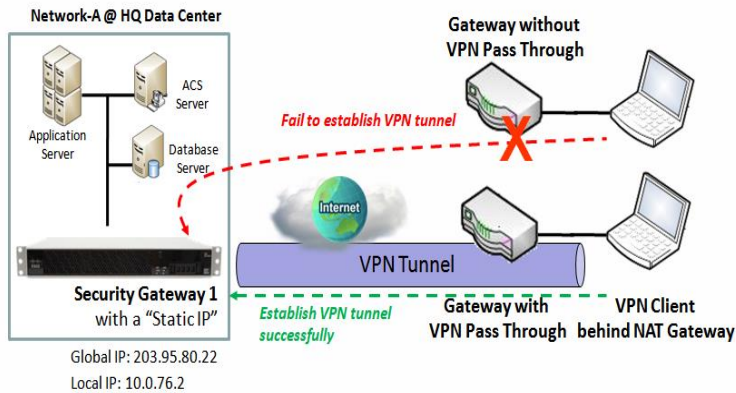 Network-A @ HQ Data Center
Gateway without
VPN Pass Through
ACS
Server
Application
Server
Database
Server
Fail to establish VPN tunnel
X
Internet
VPN Tunnel
Security Gateway 1
with a “Static IP”
Establish VPN tunnel
successfully
Gateway with
VPN Pass Through
VPN Client
behind NAT Gateway
Global IP: 203.95.80.22
Local IP: 10.0.76.2